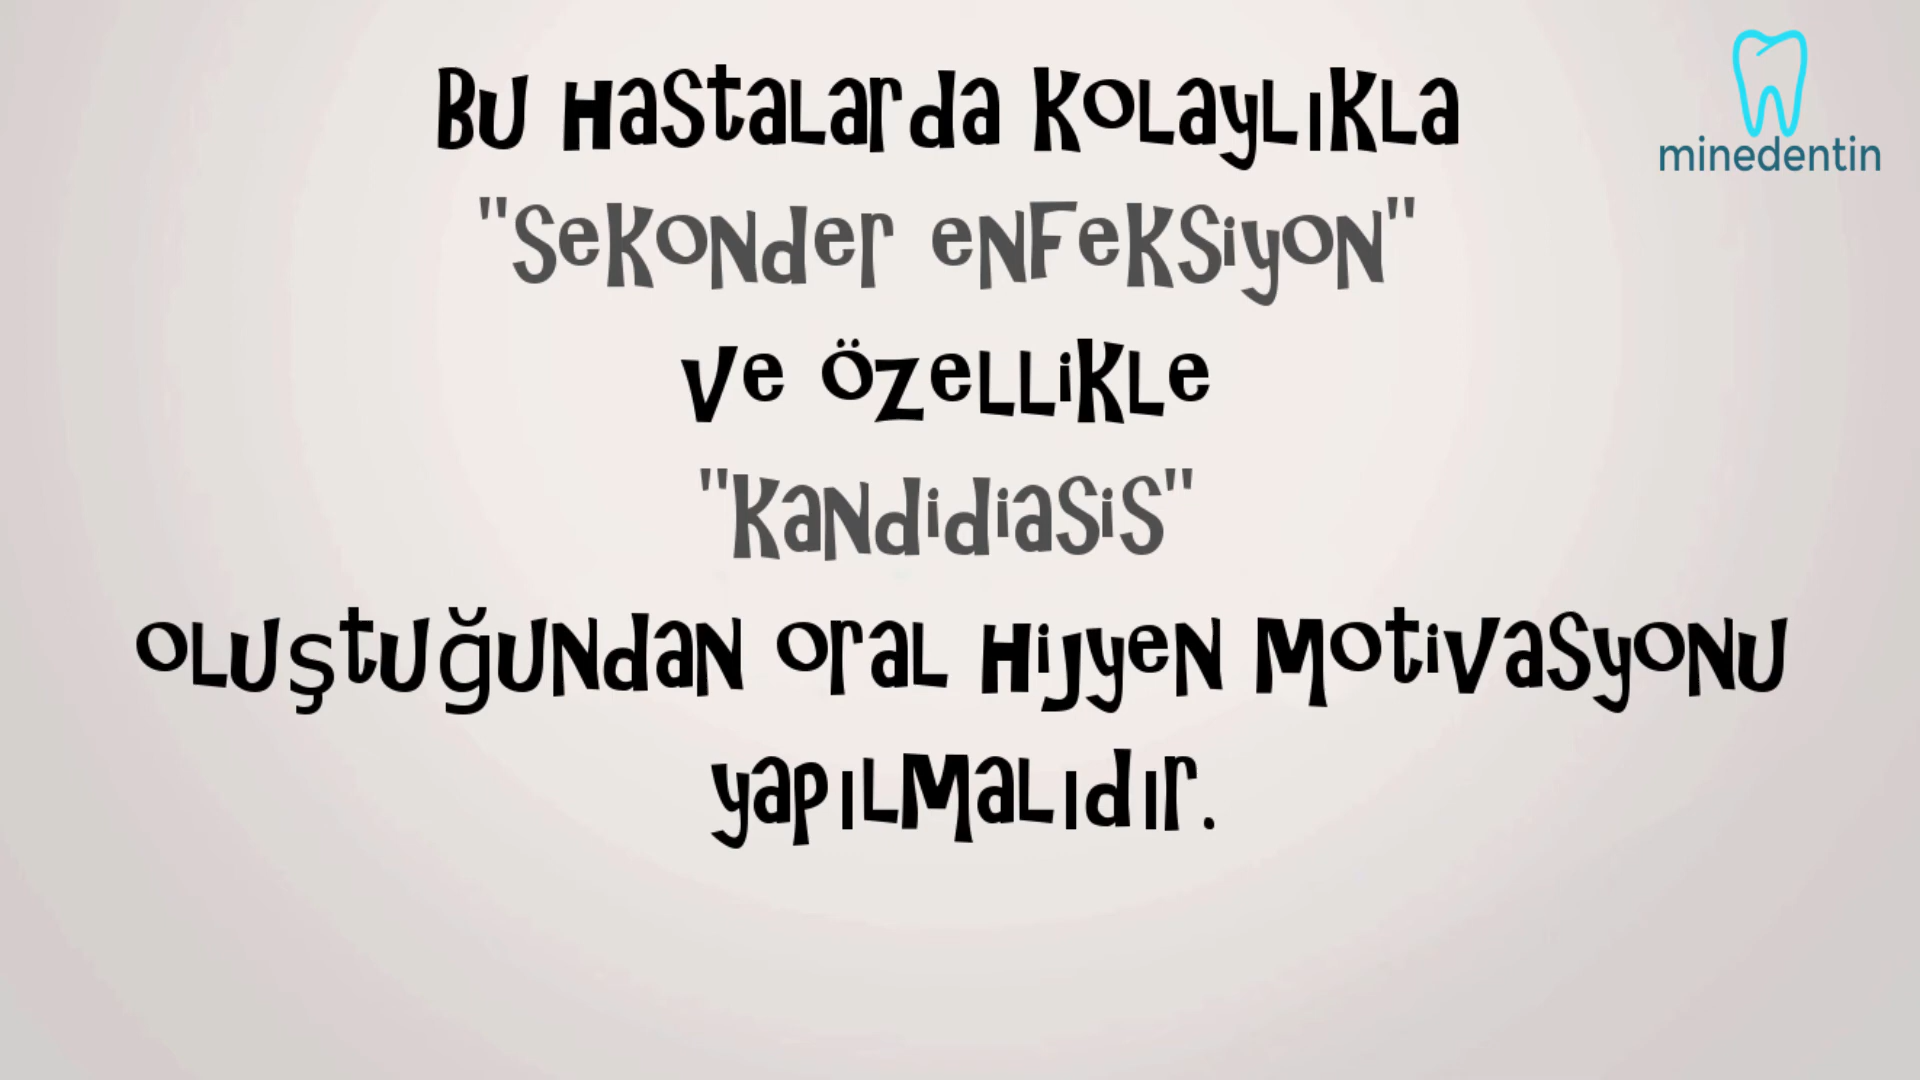 Bu hastalarda kolaylıkla
"sekonder enfeksiyon"
ve özellikle
"kandidiasis"
oluştuğundan oral hijyen motivasyonu
yapılmalıdır.
minedentin